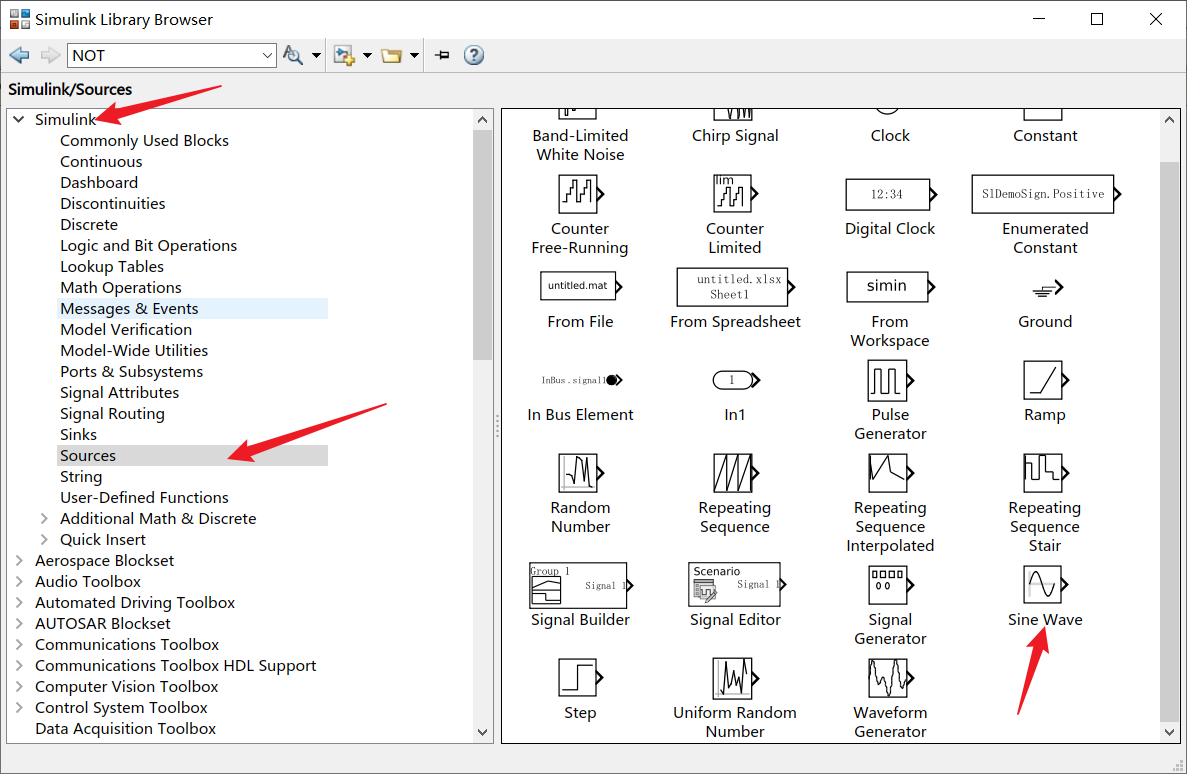 Simulink Library Browser
NOT
Simulink/Sources
Simulink
Commonly Used Blocks
Continuous
Dashboard
Discontinuities
Discrete
Logic and Bit Operations
Lookup Tables
Math Operations
Messages & Events
Model Verification
Model-Wide Utilities
Ports & Subsystems
Signal Attributes
Signal Routing
Sinks
Sources
String
User-Defined Functions
Additional Math & Discrete
Quick Insert
Aerospace Blockset
Audio Toolbox
Automated Driving Toolbox
AUTOSAR Blockset
Communications Toolbox
Communications Toolbox HDL Support
Computer Vision Toolbox
Control System Toolbox
Data Acquisition Toolbox
Band-Limited
White Noise
Chirp Signal
Clock
Constant
Counter
Free-Running
lim
Counter
Limited
12:34
Digital Clock
SlDemoSign.Positive
Enumerated
Constant
untitled.mat
From File
untitled.xlsx
Sheet1
From Spreadsheet
simin
From
Workspace
Ground
InBus.signal1
In Bus Element
1
In1
Pulse
Generator
Ramp
Random
Number
Repeating
Sequence
Repeating
Sequence
Interpolated
Repeating
Sequence
Stair
Group 1
Signal 1
Signal Builder
Scenario
Signal 1
Signal Editor
Signal
Generator
Sine Wave
Step
Uniform Random
Number
Waveform
Generator